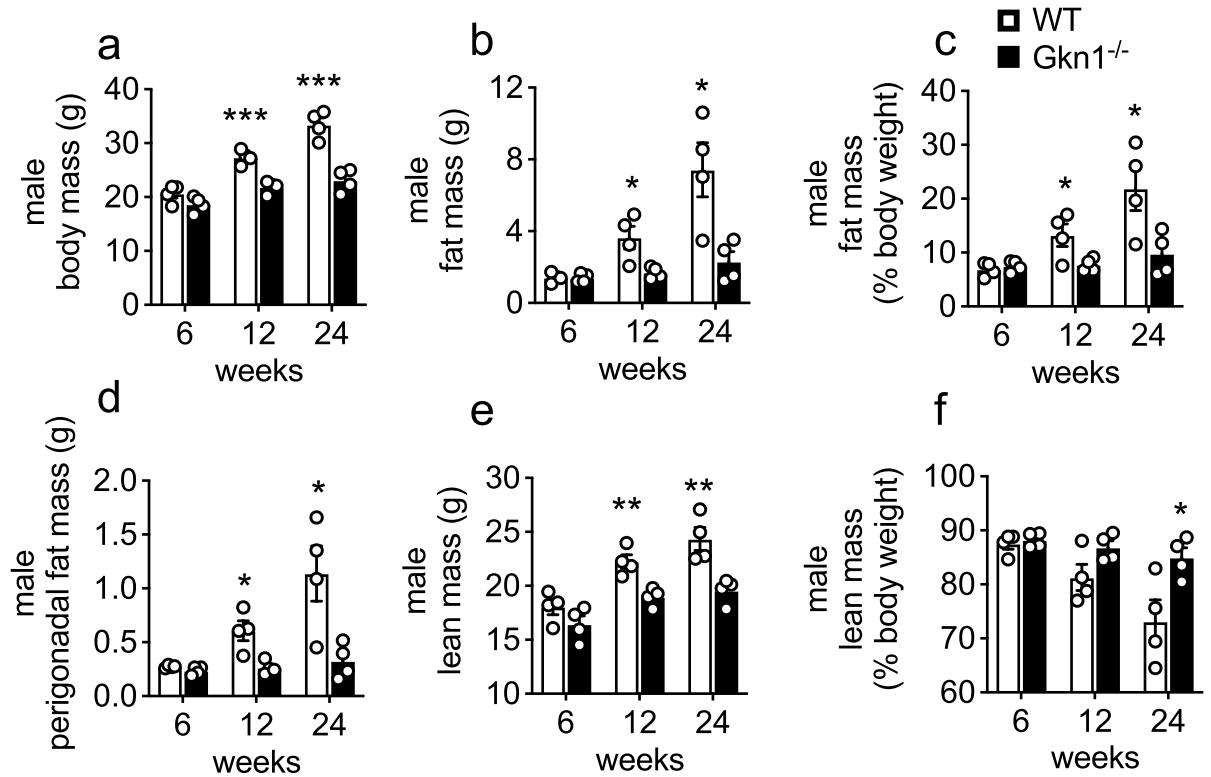 WT
Gkn1-/-
a
male
body mass (g)
40
30
20
10
0
***
***
6 12 24
weeks
b
male
fat mass (g)
12
8
4
0
*
*
6 12 24
weeks
c
male
fat mass
(% body weight)
40
30
20
10
0
*
*
6 12 24
weeks
d
male
perigonadal fat mass (g)
2.0
1.5
1.0
0.5
0.0
*
*
6 12 24
weeks
e
male
lean mass (g)
30
25
20
15
10
**
**
6 12 24
weeks
f
male
lean mass
(% body weight)
100
90
80
70
60
*
6 12 24
weeks